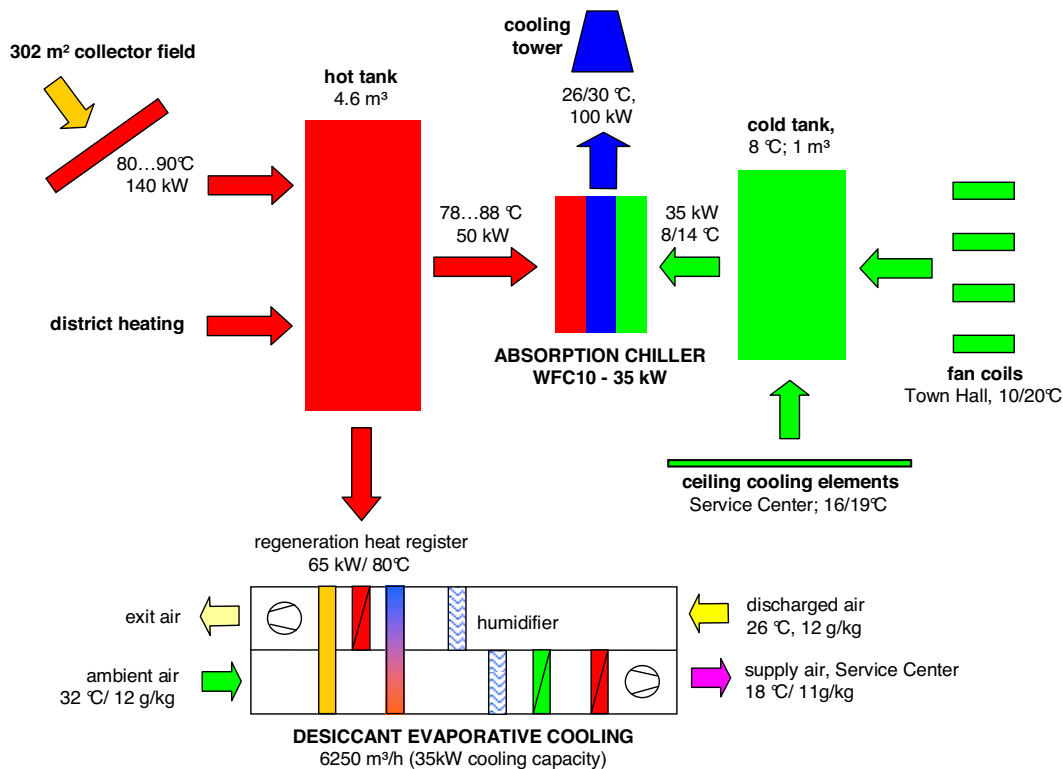 302 m² collector field
80…90°C
140 kW
hot tank
4.6 m³
district heating
78…88 °C
50 kW
cooling
tower
26/30 °C,
100 kW
35 kW
8/14 °C
ABSORPTION CHILLER
WFC10 - 35 kW
cold tank,
8 °C; 1 m³
fan coils
Town Hall, 10/20°C
ceiling cooling elements
Service Center; 16/19°C
regeneration heat register
65 kW/ 80°C
exit air
ambient air
32 °C/ 12 g/kg
humidifier
discharged air
26 °C, 12 g/kg
supply air, Service Center
18 °C/ 11g/kg
DESICCANT EVAPORATIVE COOLING
6250 m³/h (35kW cooling capacity)